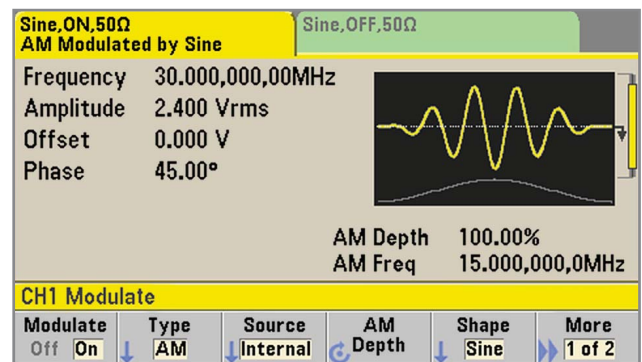 Sine,ON,50Ω
AM Modulated by Sine
Sine,OFF,50Ω
Frequency 30.000,000,00MHz
Amplitude 2.400 Vrms
Offset 0.000 V
Phase 45.00°
AM Depth 100.00%
AM Freq 15.000,000,0MHz
CH1 Modulate
Modulate Type Source AM Shape More
Off On AM Internal Depth Sine 1 of 2